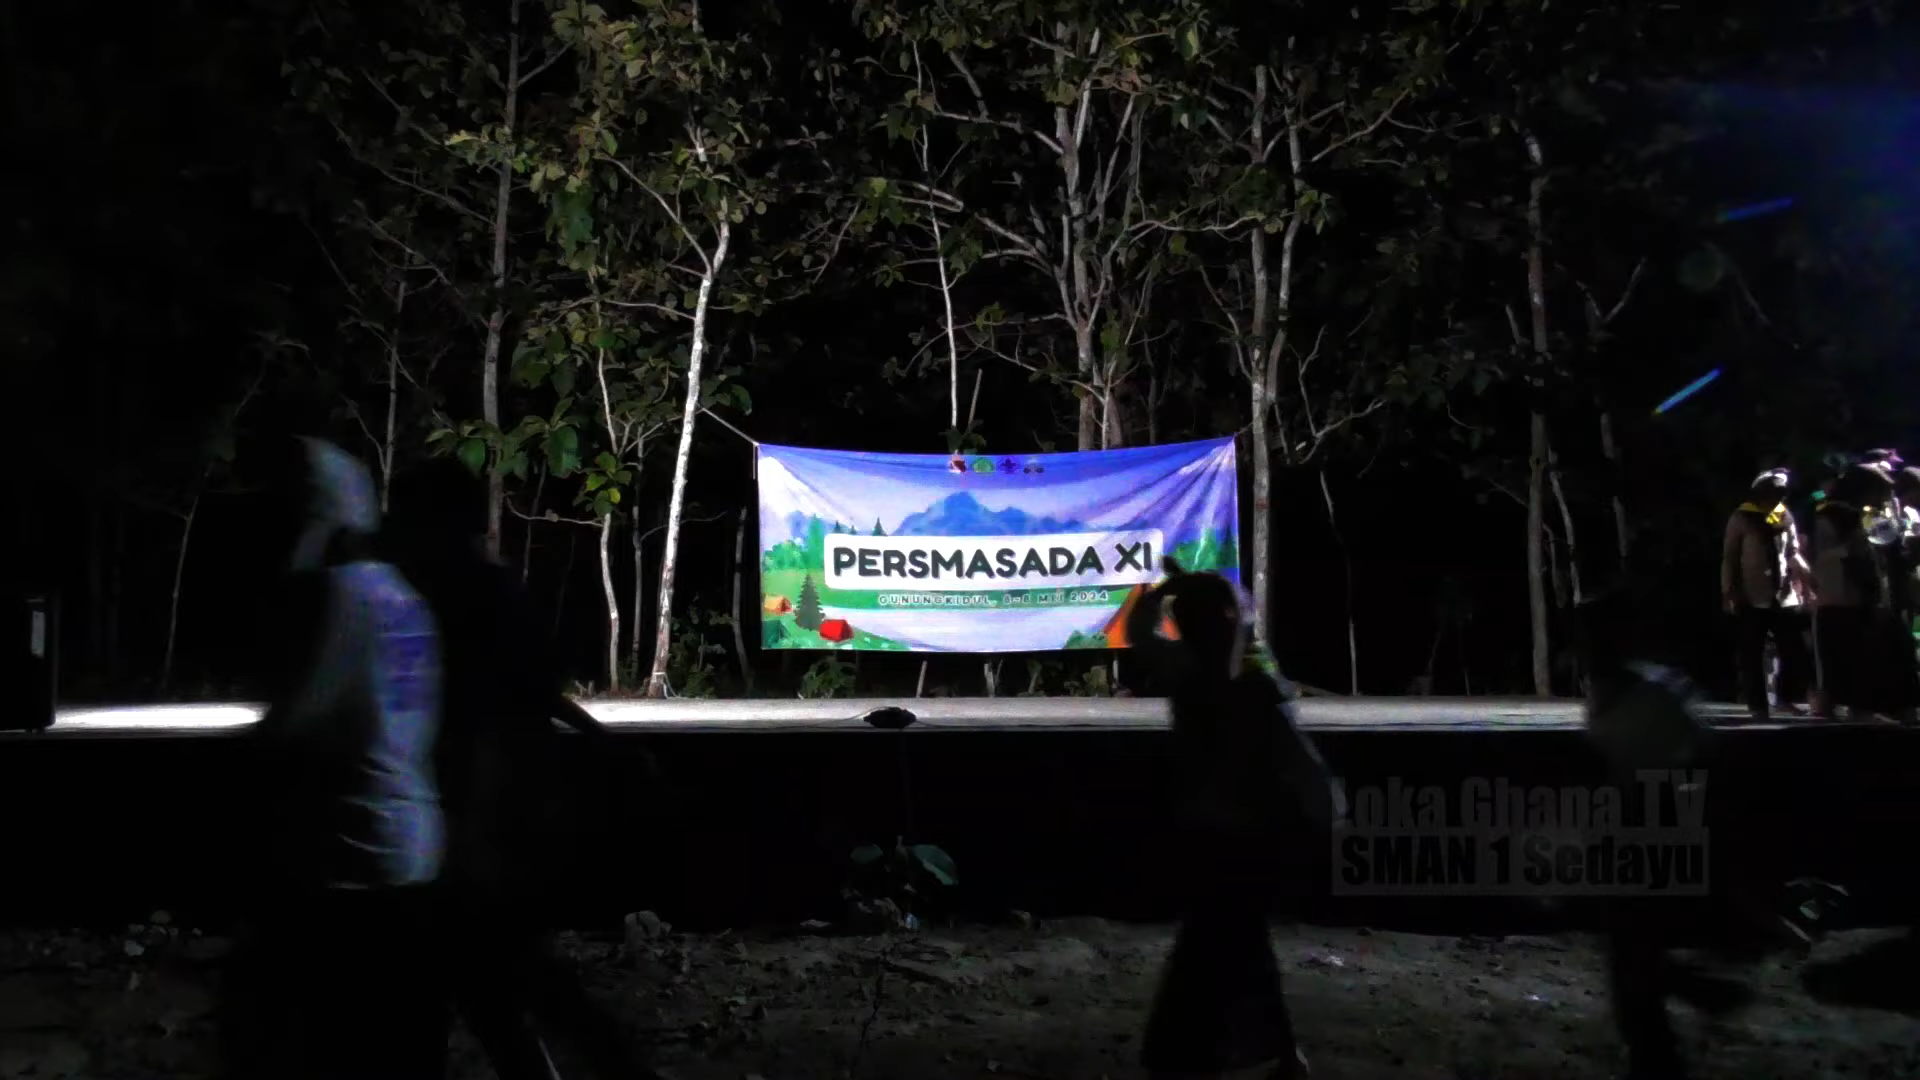 PERSMASADA XI
GUNUNGKIDUL, 6-8 MEI 2024
Loka Ghana TV
SMAN 1 Sedayu